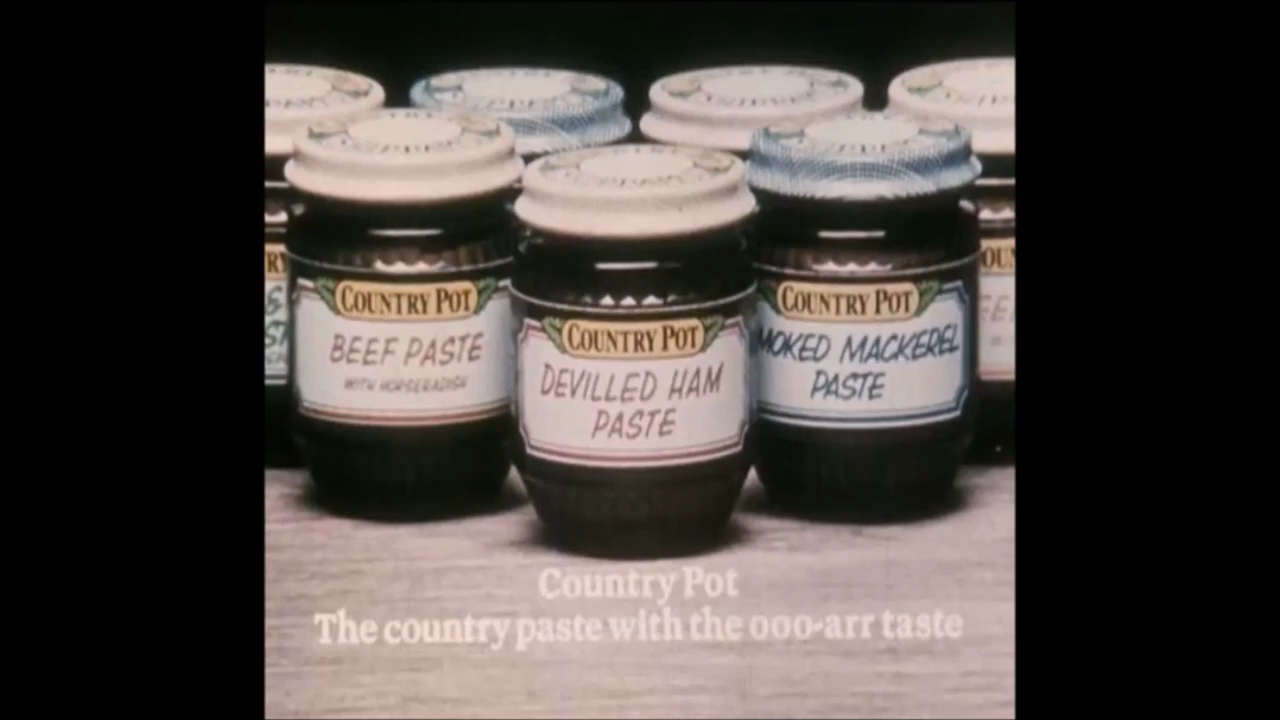 COUNTRY POT
BEEF PASTE
WITH HORSERADISH
COUNTRY POT
DEVILLED HAM
PASTE
COUNTRY POT
MOKED MACKEREL
PASTE
Country Pot
The country paste with the ooo-arr taste